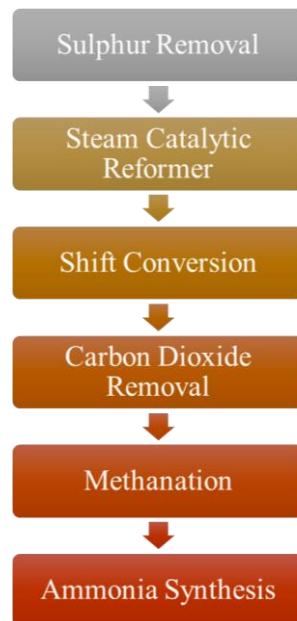 Sulphur Removal
Steam Catalytic
Reformer
Shift Conversion
Carbon Dioxide
Removal
Methanation
Ammonia Synthesis